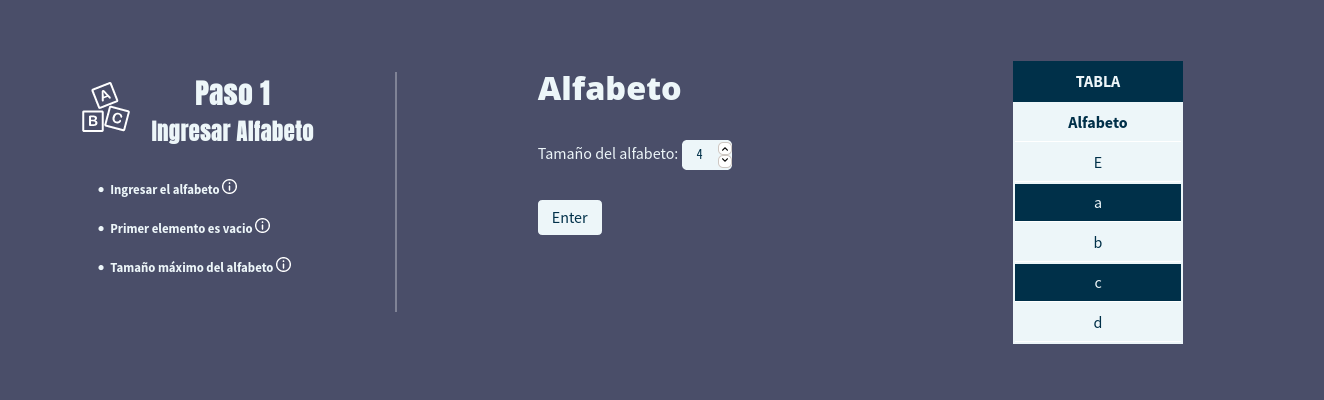 A
B
C
Paso 1
Ingresar Alfabeto
Ingresar el alfabeto
Primer elemento es vacio
Tamaño máximo del alfabeto
Alfabeto
Tamaño del alfabeto: 4
Enter
TABLA
Alfabeto
E
a
b
c
d